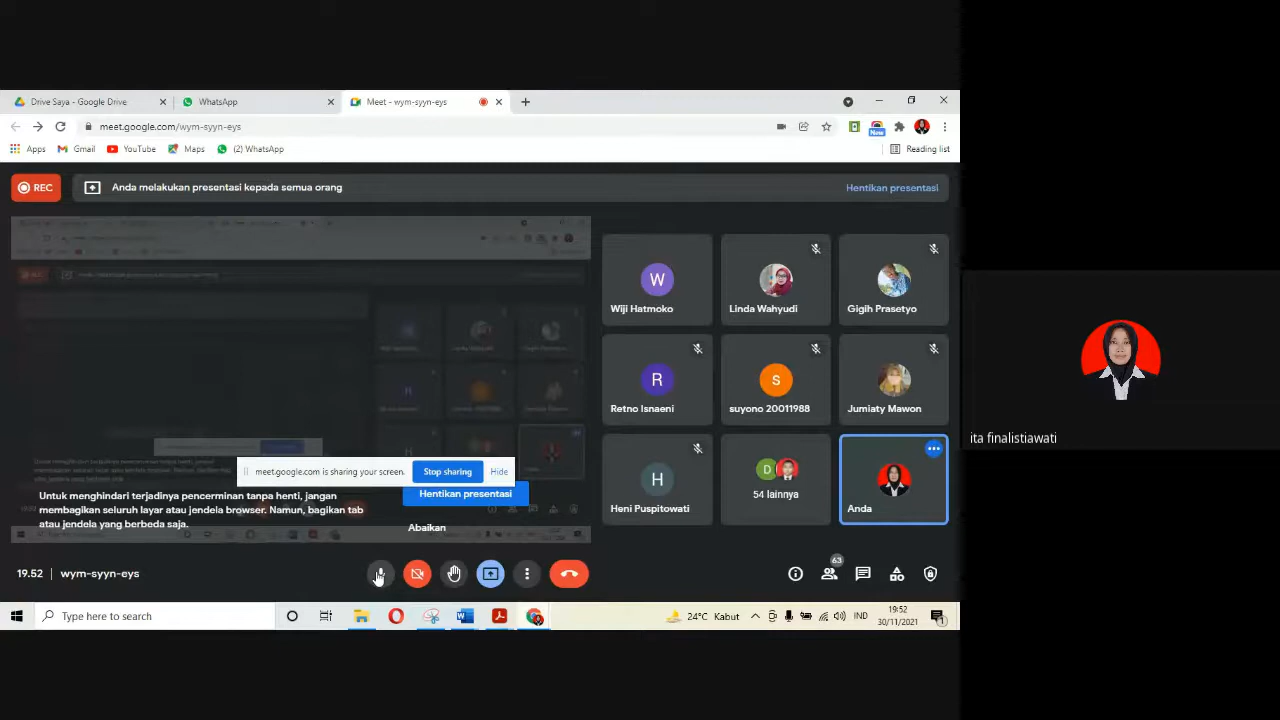 Drive Saya - Google Drive
WhatsApp
Meet - wym-syyn-eys
meet.google.com/wym-syyn-eys
New
Apps
Gmail
YouTube
Maps
(2) WhatsApp
Reading list
REC
Anda melakukan presentasi kepada semua orang
Hentikan presentasi
W
Wiji Hatmoko
Linda Wahyudi
Gigih Prasetyo
R
Retno Isnaeni
s
suyono 20011988
Jumiaty Mawon
H
Heni Puspitowati
D
54 lainnya
Anda
ita finalistiawati
meet.google.com is sharing your screen.
Stop sharing
Hide
Untuk menghindari terjadinya pencerminan tanpa henti, jangan
membagikan seluruh layar atau jendela browser. Namun, bagikan tab
atau jendela yang berbeda saja.
Hentikan presentasi
Abaikan
19.52 | wym-syyn-eys
63
Type here to search
24°C Kabut
IND
19:52
30/11/2021
1